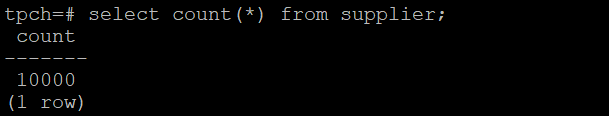 tpch=# select count(*) from supplier;
count
-------
10000
(1 row)